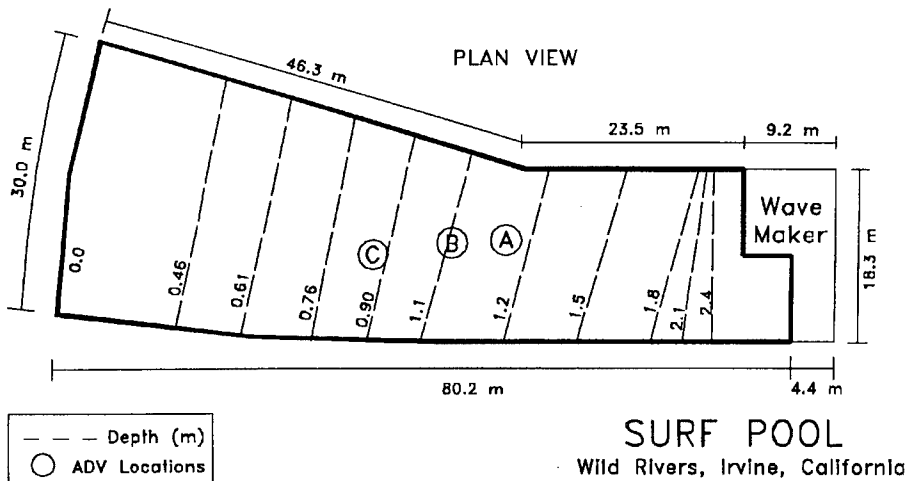 PLAN VIEW
46.3 m
23.5 m
9.2 m
30.0 m
Wave
Maker
18.3 m
A
B
C
0.0
0.46
0.61
0.76
0.90
1.1
1.2
1.5
1.8
2.1
2.4
80.2 m
4.4 m
Depth (m)
ADV Locations
SURF POOL
Wild Rivers, Irvine, California